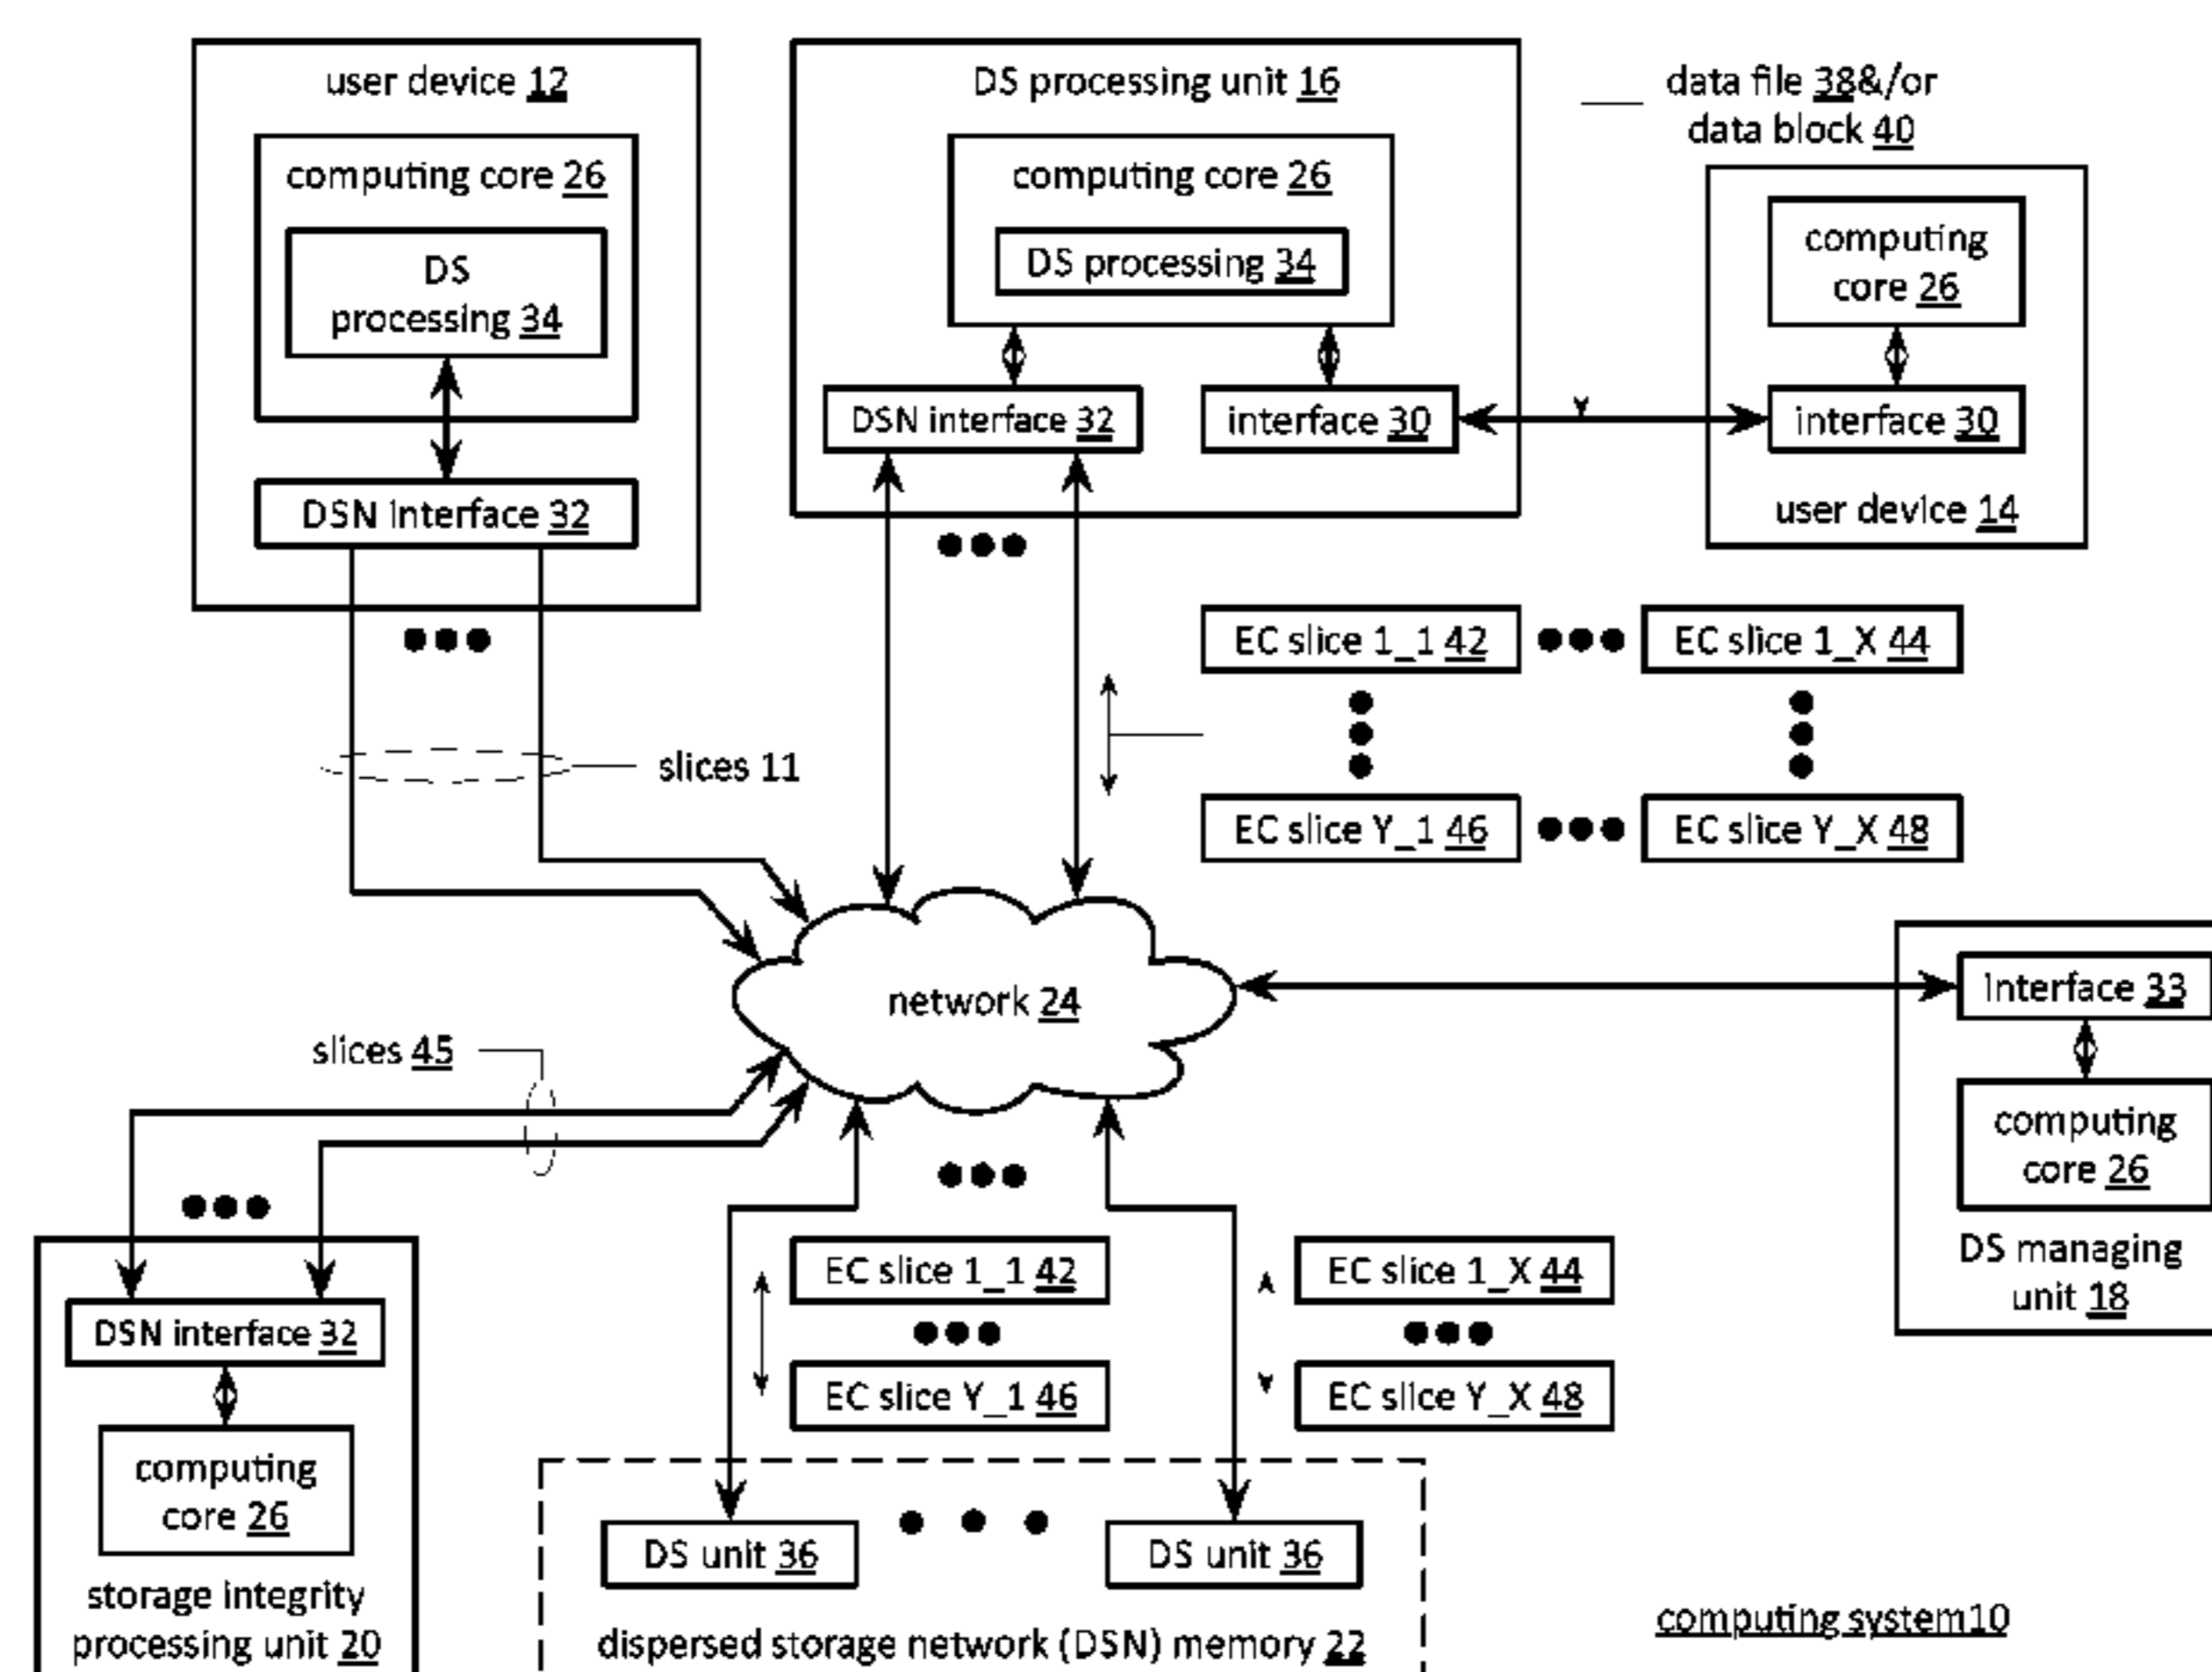 user device 12
computing core 26
DS
processing 34
DSN interface 32
DS processing unit 16
computing core 26
DS processing 34
DSN interface 32
interface 30
data file 38&/or
data block 40
computing
core 26
interface 30
user device 14
slices 11
EC slice 1_1 42
EC slice 1_X 44
EC slice Y_1 46
EC slice Y_X 48
network 24
interface 33
computing
core 26
DS managing
unit 18
slices 45
DSN interface 32
computing
core 26
storage integrity
processing unit 20
EC slice 1_1 42
EC slice Y_1 46
EC slice 1_X 44
EC slice Y_X 48
DS unit 36
DS unit 36
dispersed storage network (DSN) memory 22
computing system10